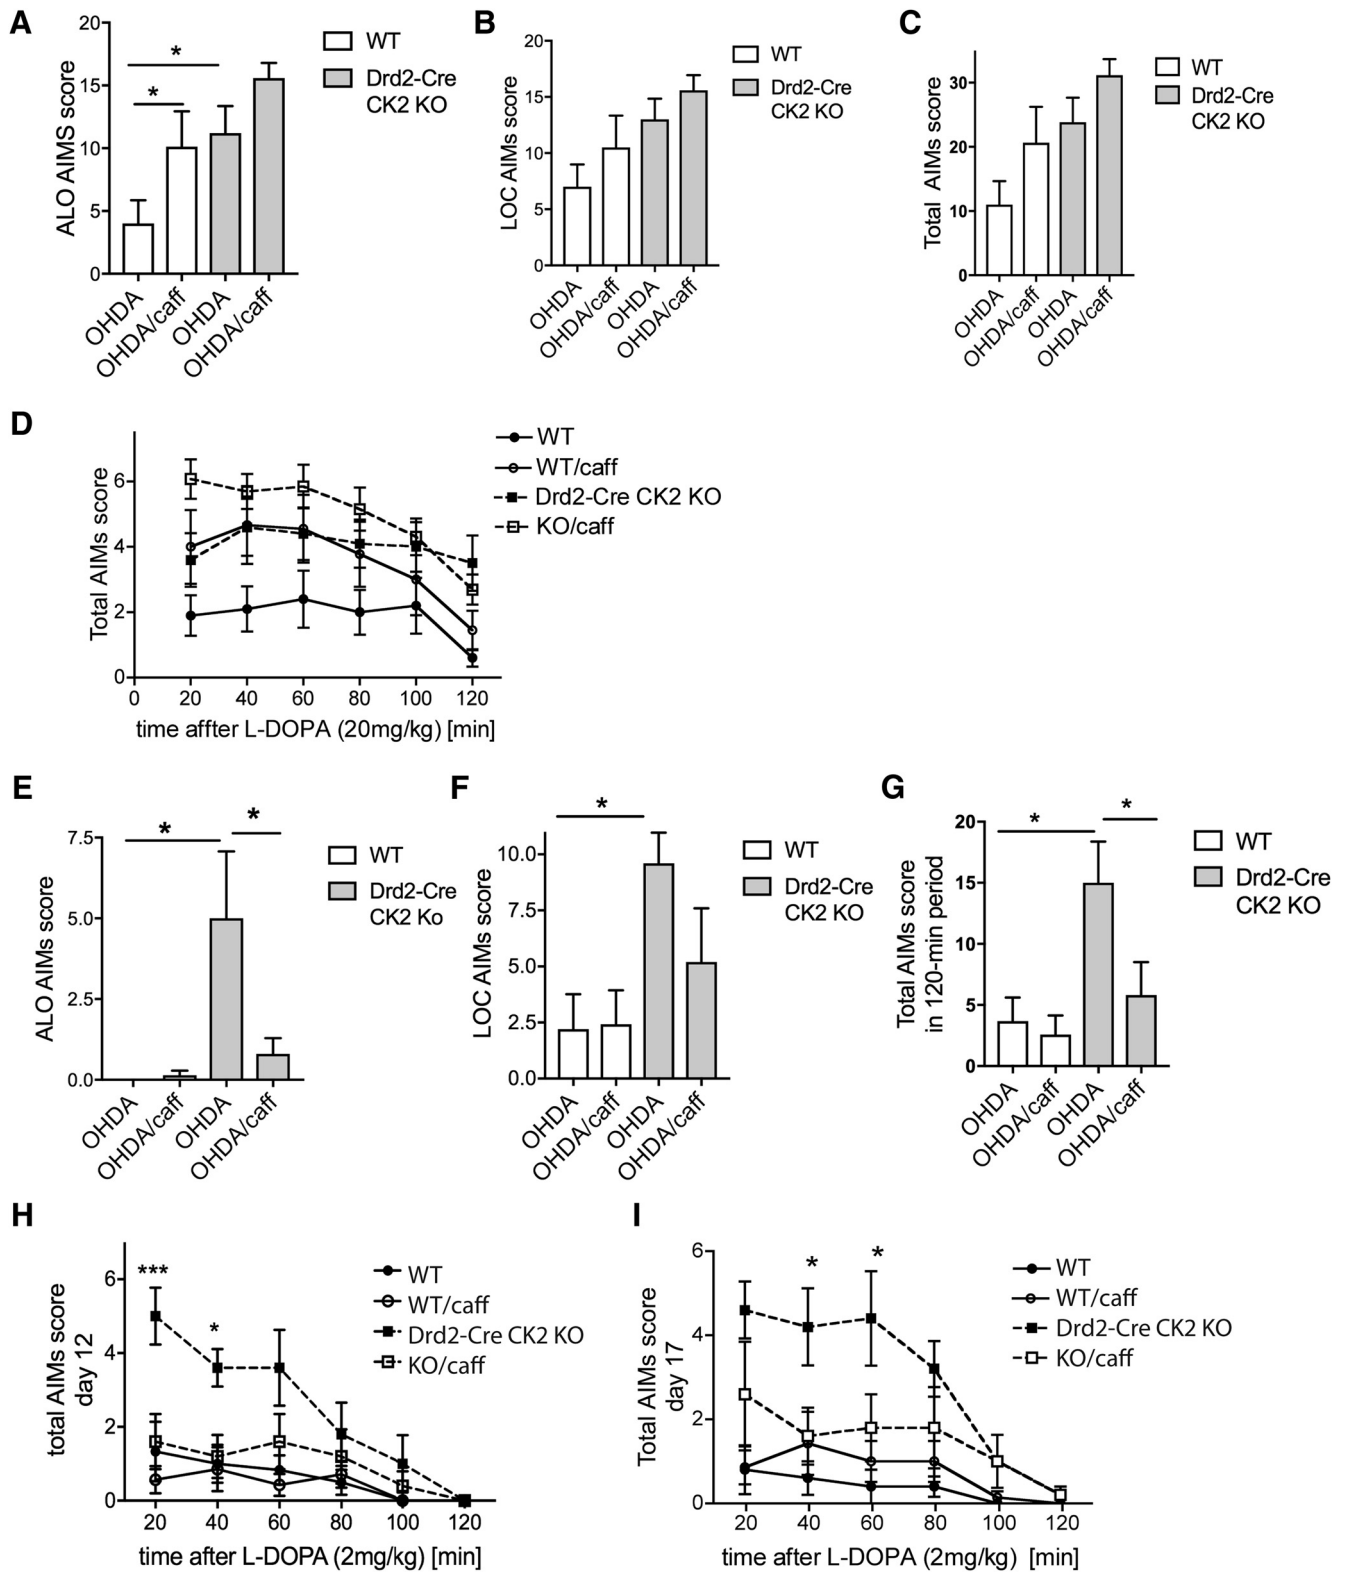 A
ALO AIMS score
20
15
10
5
0
*
*
WT
Drd2-Cre
CK2 KO
OHDA
OHDA/caff
OHDA
OHDA/caff
B
LOC AIMs score
20
15
10
5
0
WT
Drd2-Cre
CK2 KO
OHDA
OHDA/caff
OHDA
OHDA/caff
C
Total AIMs score
30
20
10
0
WT
Drd2-Cre
CK2 KO
OHDA
OHDA/caff
OHDA
OHDA/caff
D
Total AIMs score
6
4
2
0
0 20 40 60 80 100 120
time affter L-DOPA (20mg/kg) [min]
WT
WT/caff
Drd2-Cre CK2 KO
KO/caff
E
ALO AIMs score
7.5
5.0
2.5
0.0
*
*
WT
Drd2-Cre
CK2 Ko
OHDA
OHDA/caff
OHDA
OHDA/caff
F
LOC AIMs score
10.0
7.5
5.0
2.5
0.0
*
WT
Drd2-Cre
CK2 KO
OHDA
OHDA/caff
OHDA
OHDA/caff
G
Total AIMs score
in 120-min period
20
15
10
5
0
*
*
WT
Drd2-Cre
CK2 KO
OHDA
OHDA/caff
OHDA
OHDA/caff
H
total AIMs score
day 12
6
4
2
0
***
*
WT
WT/caff
Drd2-Cre CK2 KO
KO/caff
20 40 60 80 100 120
time after L-DOPA (2mg/kg) [min]
I
Total AIMs score
day 17
6
4
2
0
*
*
WT
WT/caff
Drd2-Cre CK2 KO
KO/caff
20 40 60 80 100 120
time after L-DOPA (2mg/kg) [min]